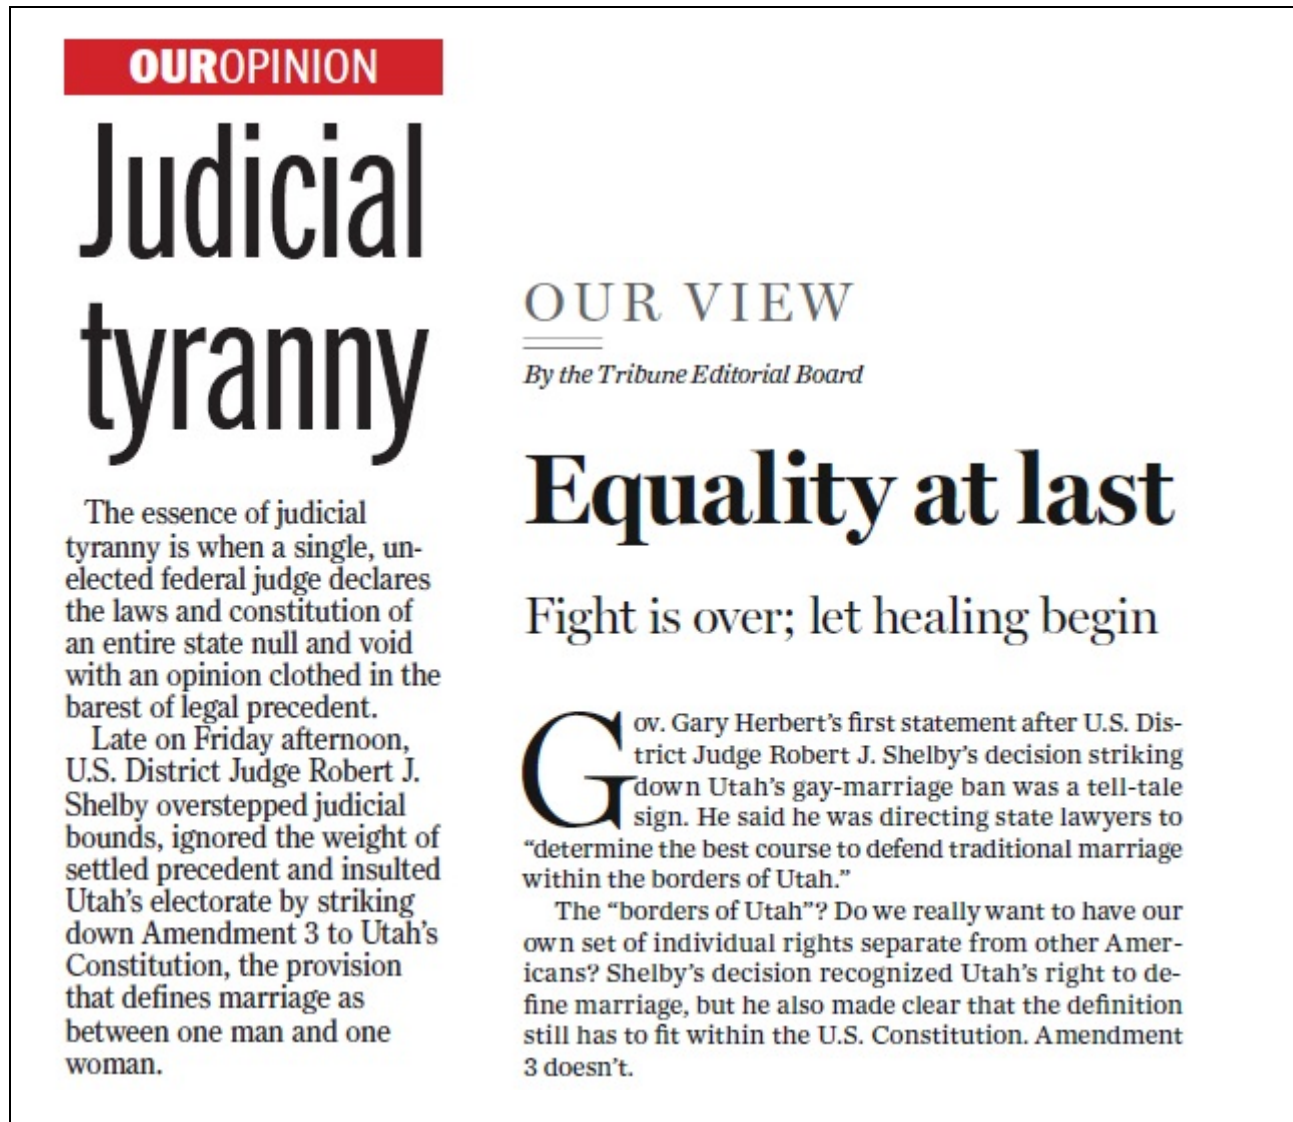 OUROPINION
Judicial
tyranny
The essence of judicial
tyranny is when a single, un-
elected federal judge declares
the laws and constitution of
an entire state null and void
with an opinion clothed in the
barest of legal precedent.
Late on Friday afternoon,
U.S. District Judge Robert J.
Shelby overstepped judicial
bounds, ignored the weight of
settled precedent and insulted
Utah’s electorate by striking
down Amendment 3 to Utah’s
Constitution, the provision
that defines marriage as
between one man and one
woman.
OUR VIEW
By the Tribune Editorial Board
Equality at last
Fight is over; let healing begin
Gov. Gary Herbert’s first statement after U.S. Dis-
trict Judge Robert J. Shelby’s decision striking
down Utah’s gay-marriage ban was a tell-tale
sign. He said he was directing state lawyers to
“determine the best course to defend traditional marriage
within the borders of Utah.”
The “borders of Utah”? Do we really want to have our
own set of individual rights separate from other Amer-
icans? Shelby’s decision recognized Utah’s right to de-
fine marriage, but he also made clear that the definition
still has to fit within the U.S. Constitution. Amendment
3 doesn’t.